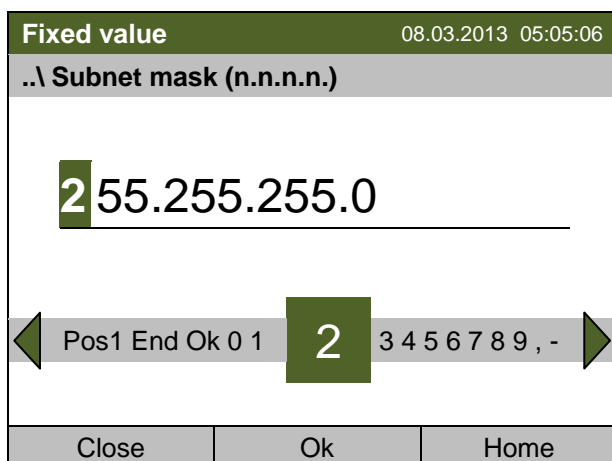 Fixed value 08.03.2013 05:05:06
..\ Subnet mask (n.n.n.n.)
255.255.255.0
Pos1 End Ok 0 1 2 3 4 5 6 7 8 9 , -
Close Ok Home